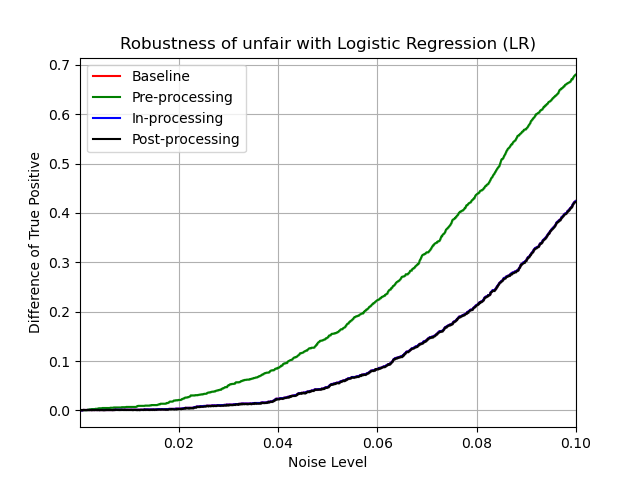 Robustness of unfair with Logistic Regression (LR)
Baseline
Pre-processing
In-processing
Post-processing
Difference of True Positive
0.7
0.6
0.5
0.4
0.3
0.2
0.1
0.0
0.02 0.04 0.06 0.08 0.10
Noise Level